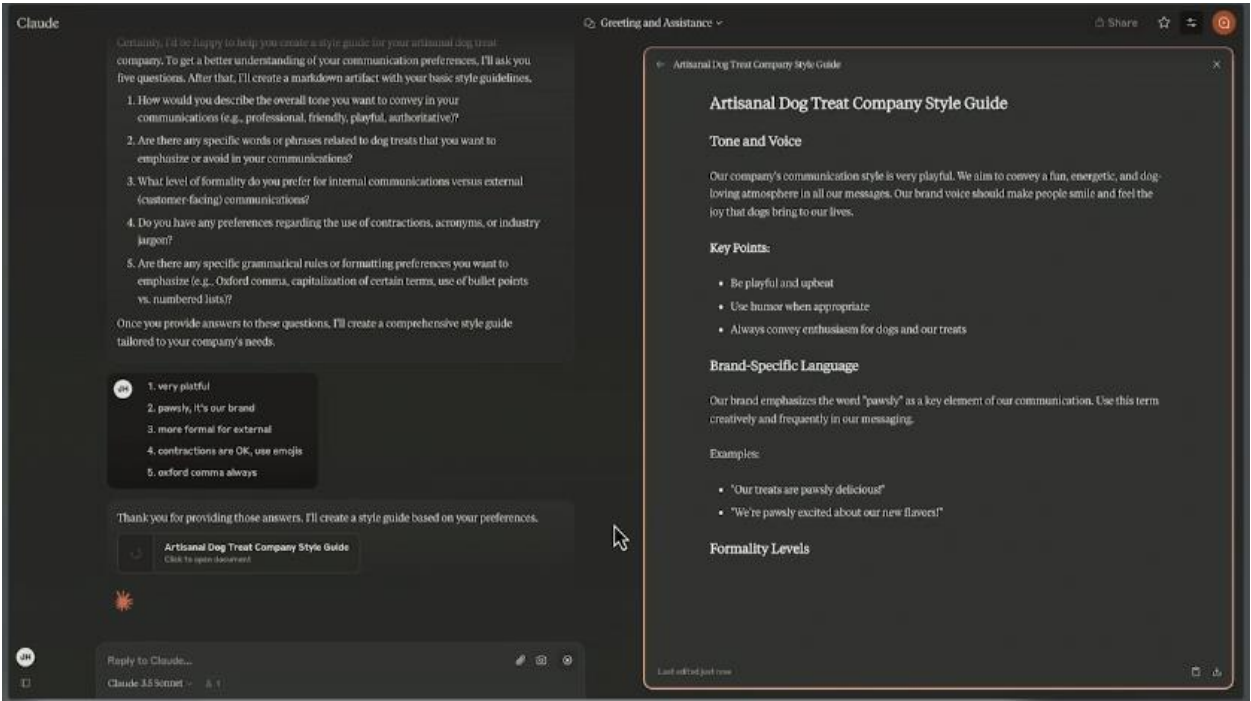 Claude
Greeting and Assistance
Share
Certainly, I'd be happy to help you create a style guide for your artisanal dog treat
company. To get a better understanding of your communication preferences, I'll ask you
five questions. After that, I'll create a markdown artifact with your basic style guidelines.
1. How would you describe the overall tone you want to convey in your
communications (e.g., professional, friendly, playful, authoritative)?
2. Are there any specific words or phrases related to dog treats that you want to
emphasize or avoid in your communications?
3. What level of formality do you prefer for internal communications versus external
(customer-facing) communications?
4. Do you have any preferences regarding the use of contractions, acronyms, or industry
jargon?
5. Are there any specific grammatical rules or formatting preferences you want to
emphasize (e.g., Oxford comma, capitalization of certain terms, use of bullet points
vs. numbered lists)?
Once you provide answers to these questions, I'll create a comprehensive style guide
tailored to your company's needs.
JH
1. very platful
2. pawsly, it's our brand
3. more formal for external
4. contractions are OK, use emojis
5. oxford comma always
Thank you for providing those answers. I'll create a style guide based on your preferences.
Artisanal Dog Treat Company Style Guide
Click to open document
JH
Reply to Claude...
Claude 3.5 Sonnet
1
Artisanal Dog Treat Company Style Guide
Artisanal Dog Treat Company Style Guide
Tone and Voice
Our company's communication style is very playful. We aim to convey a fun, energetic, and dog-
loving atmosphere in all our messages. Our brand voice should make people smile and feel the
joy that dogs bring to our lives.
Key Points:
• Be playful and upbeat
• Use humor when appropriate
• Always convey enthusiasm for dogs and our treats
Brand-Specific Language
Our brand emphasizes the word "pawsly" as a key element of our communication. Use this term
creatively and frequently in our messaging.
Examples:
• "Our treats are pawsly delicious!"
• "We're pawsly excited about our new flavors!"
Formality Levels
Last edited just now